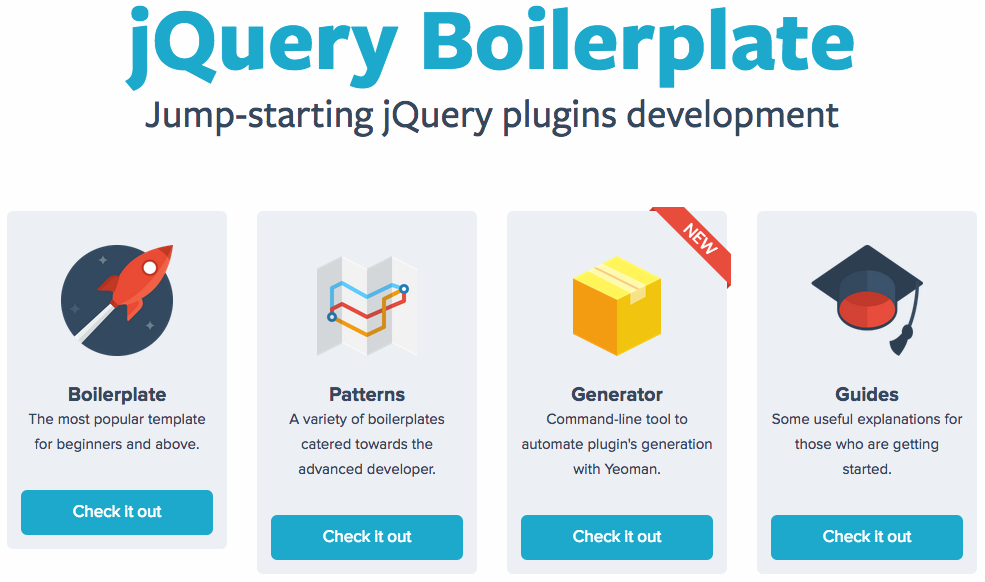 jQuery Boilerplate
Jump-starting jQuery plugins development
NEW
Boilerplate
The most popular template
for beginners and above.
Check it out
Patterns
A variety of boilerplates
catered towards the
advanced developer.
Check it out
Generator
Command-line tool to
automate plugin's generation
with Yeoman.
Check it out
Guides
Some useful explanations for
those who are getting
started.
Check it out